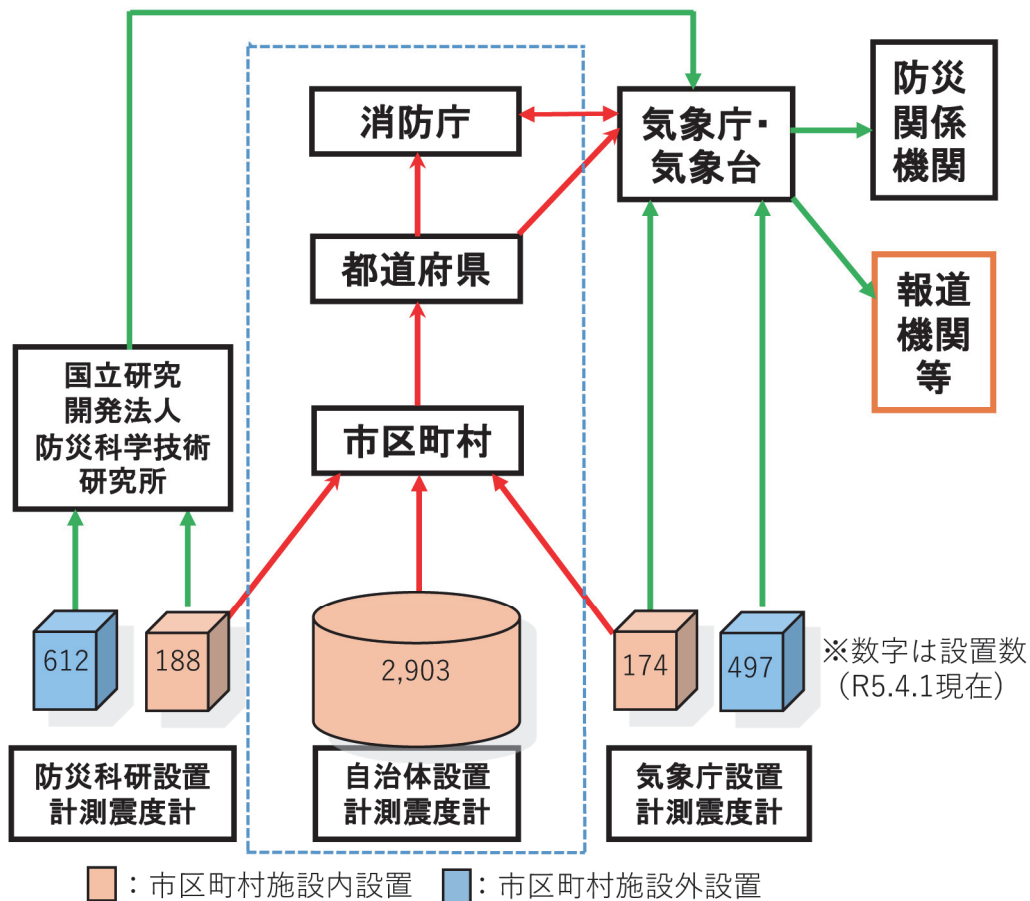 消防庁
気象庁・
気象台
防災
関係
機関
都道府県
報道
機関
等
国立研究
開発法人
防災科学技術
研究所
市区町村
612
188
2,903
174
497
※数字は設置数
（R5.4.1現在）
防災科研設置
計測震度計
自治体設置
計測震度計
気象庁設置
計測震度計
：市区町村施設内設置
：市区町村施設外設置